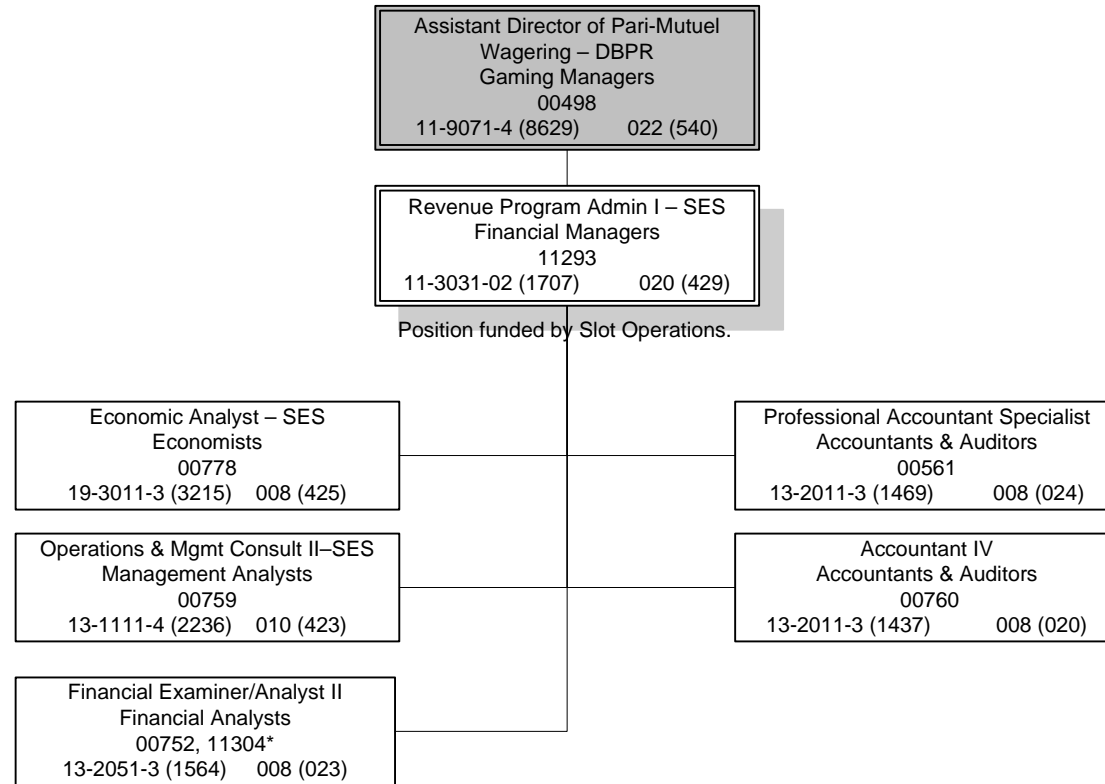 Assistant Director of Pari-Mutuel
Wagering – DBPR
Gaming Managers
00498
11-9071-4 (8629) 022 (540)
Revenue Program Admin I – SES
Financial Managers
11293
11-3031-02 (1707) 020 (429)
Position funded by Slot Operations.
Economic Analyst – SES
Economists
00778
19-3011-3 (3215) 008 (425)
Professional Accountant Specialist
Accountants & Auditors
00561
13-2011-3 (1469) 008 (024)
Operations & Mgmt Consult II–SES
Management Analysts
00759
13-1111-4 (2236) 010 (423)
Accountant IV
Accountants & Auditors
00760
13-2011-3 (1437) 008 (020)
Financial Examiner/Analyst II
Financial Analysts
00752, 11304*
13-2051-3 (1564) 008 (023)